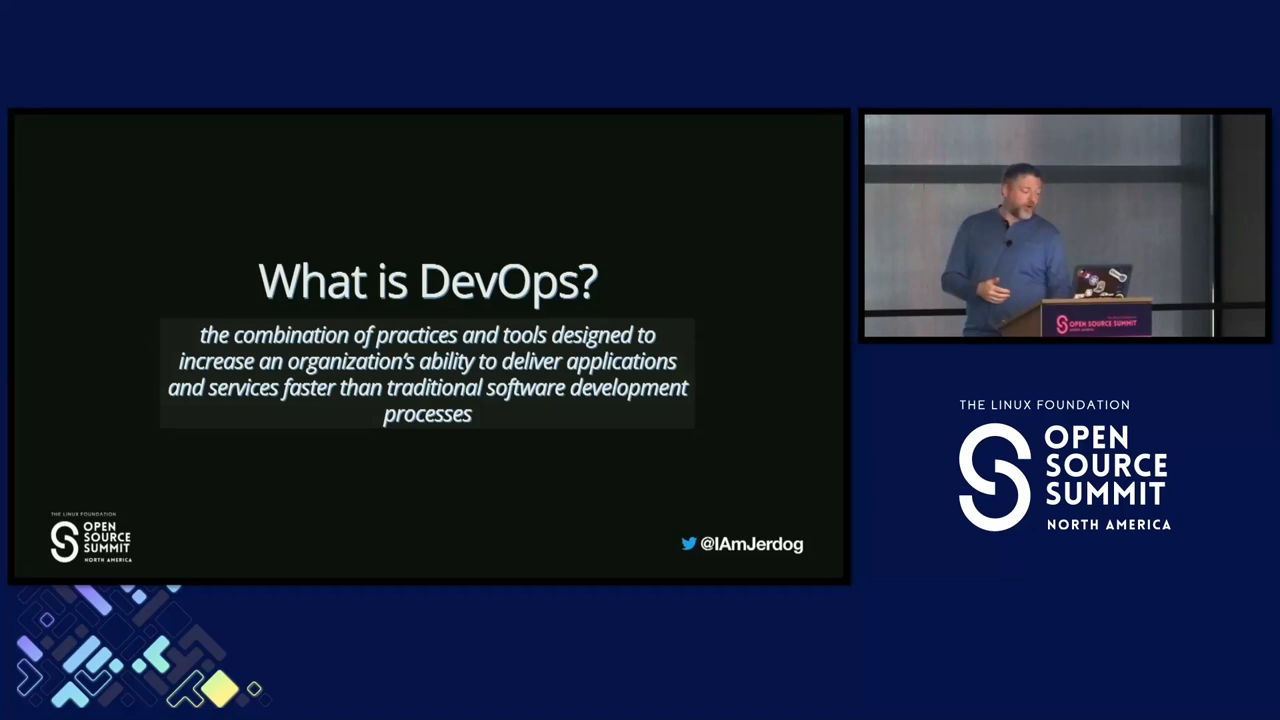 What is DevOps?
the combination of practices and tools designed to
increase an organization's ability to deliver applications
and services faster than traditional software development
processes
THE LINUX FOUNDATION
OPEN
SOURCE
SUMMIT
NORTH AMERICA
@IAmJerdog
OPEN SOURCE SUMMIT
THE LINUX FOUNDATION
OPEN
SOURCE
SUMMIT
NORTH AMERICA